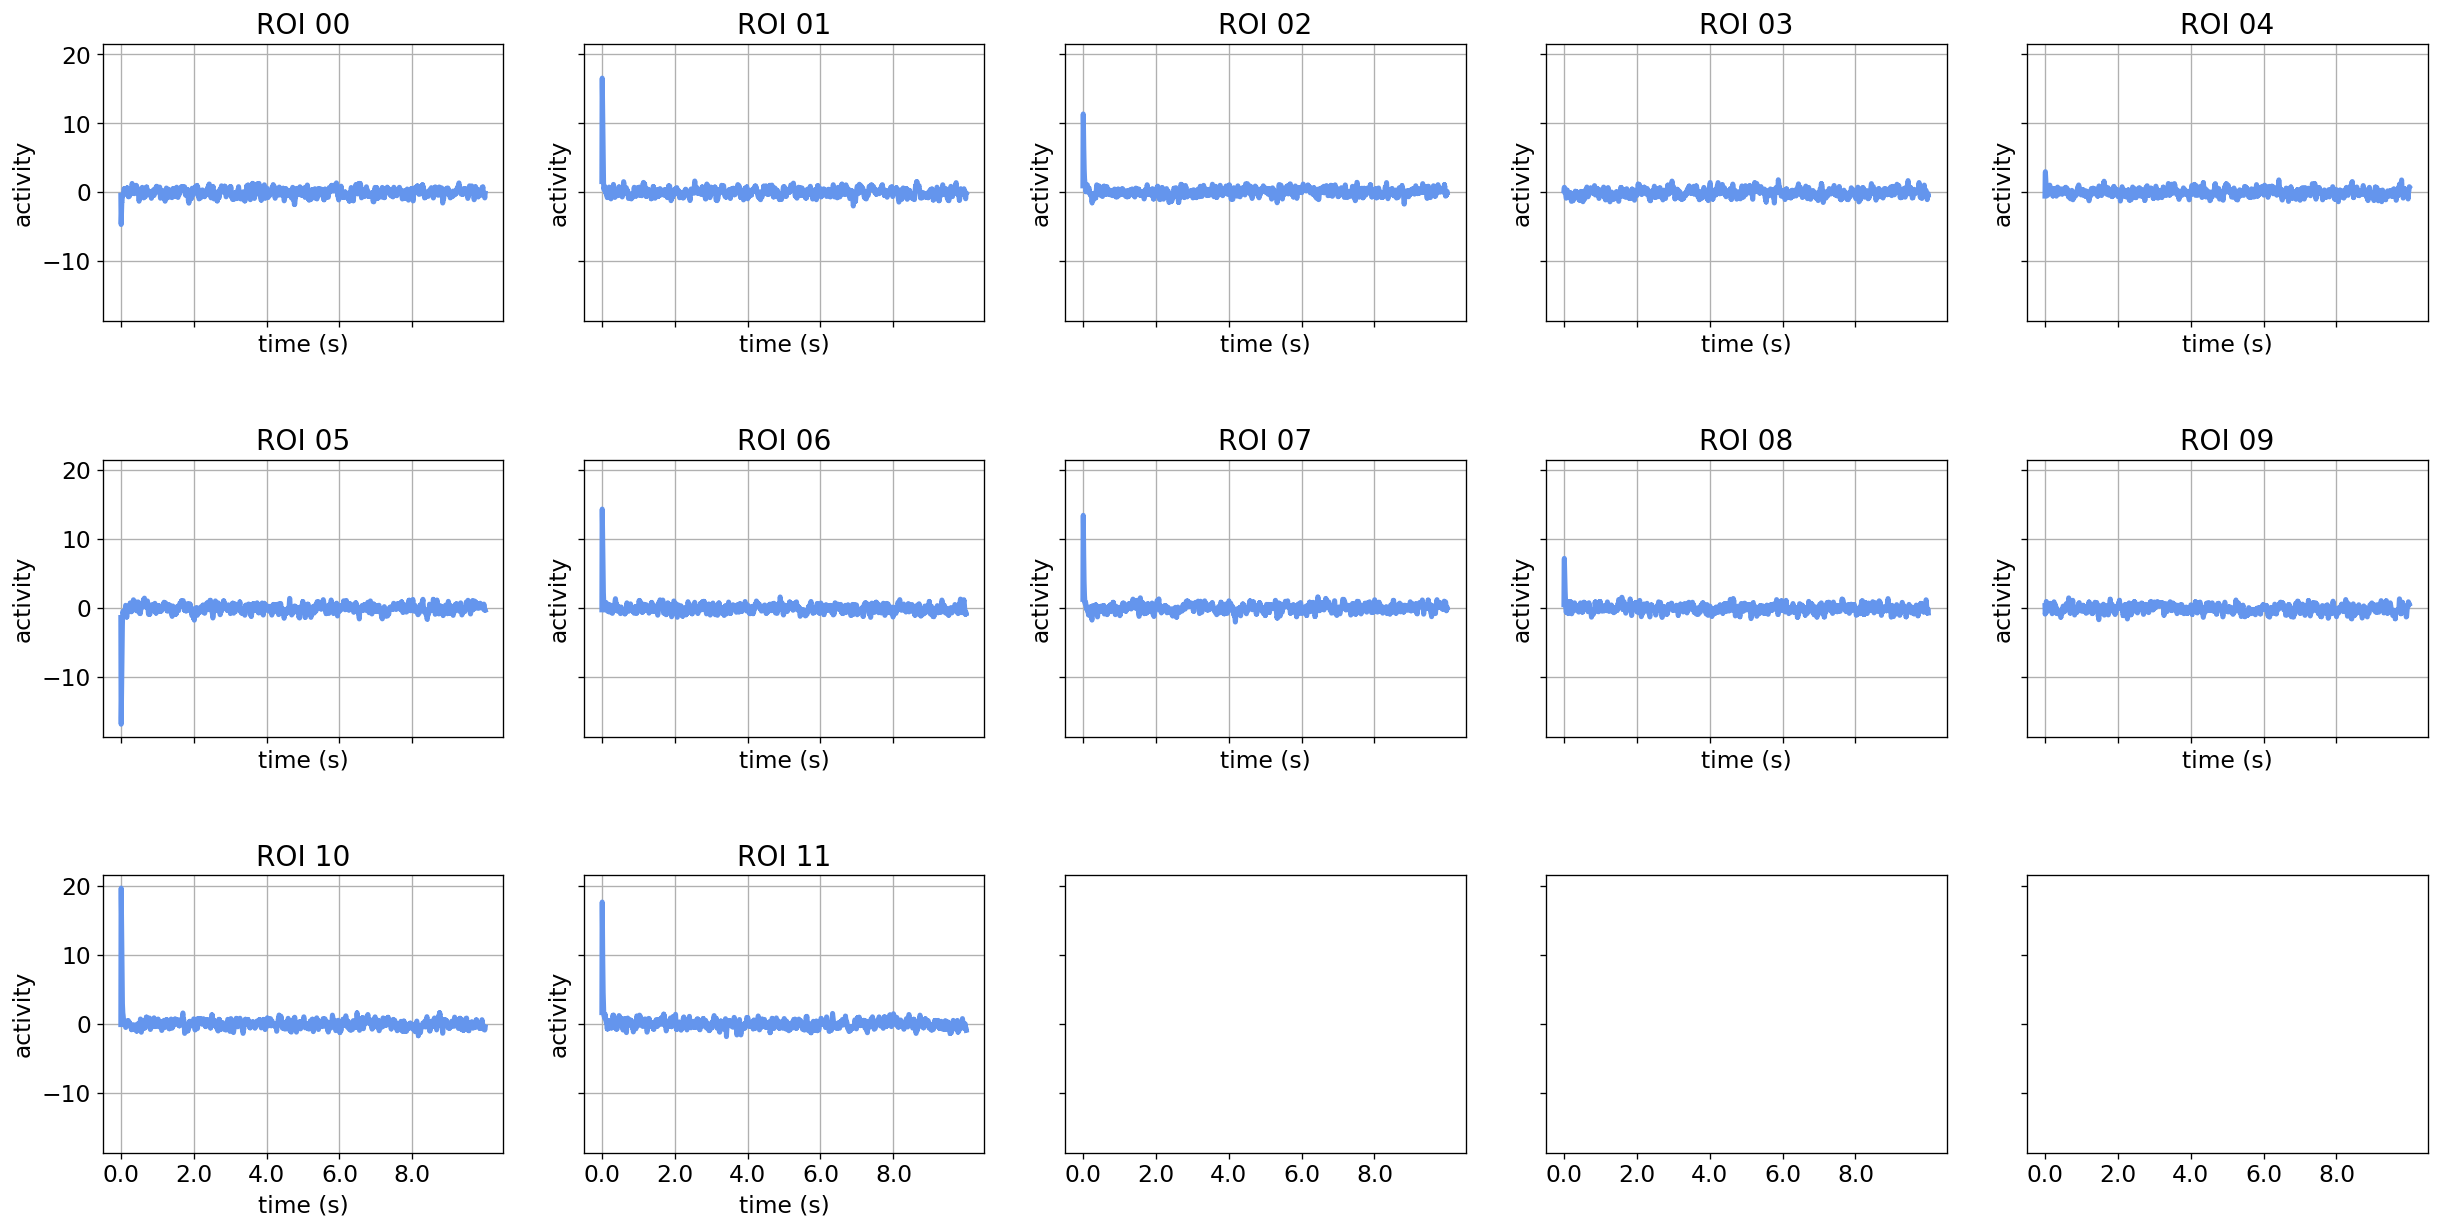 ROI 00 ROI 01 ROI 02 ROI 03 ROI 04
20
10
0
−10
activity activity activity activity activity
time (s) time (s) time (s) time (s) time (s)
ROI 05 ROI 06 ROI 07 ROI 08 ROI 09
20
10
0
−10
activity activity activity activity activity
time (s) time (s) time (s) time (s) time (s)
ROI 10 ROI 11
20
10
0
−10
activity activity
0.0 2.0 4.0 6.0 8.0 0.0 2.0 4.0 6.0 8.0 0.0 2.0 4.0 6.0 8.0 0.0 2.0 4.0 6.0 8.0 0.0 2.0 4.0 6.0 8.0
time (s) time (s)